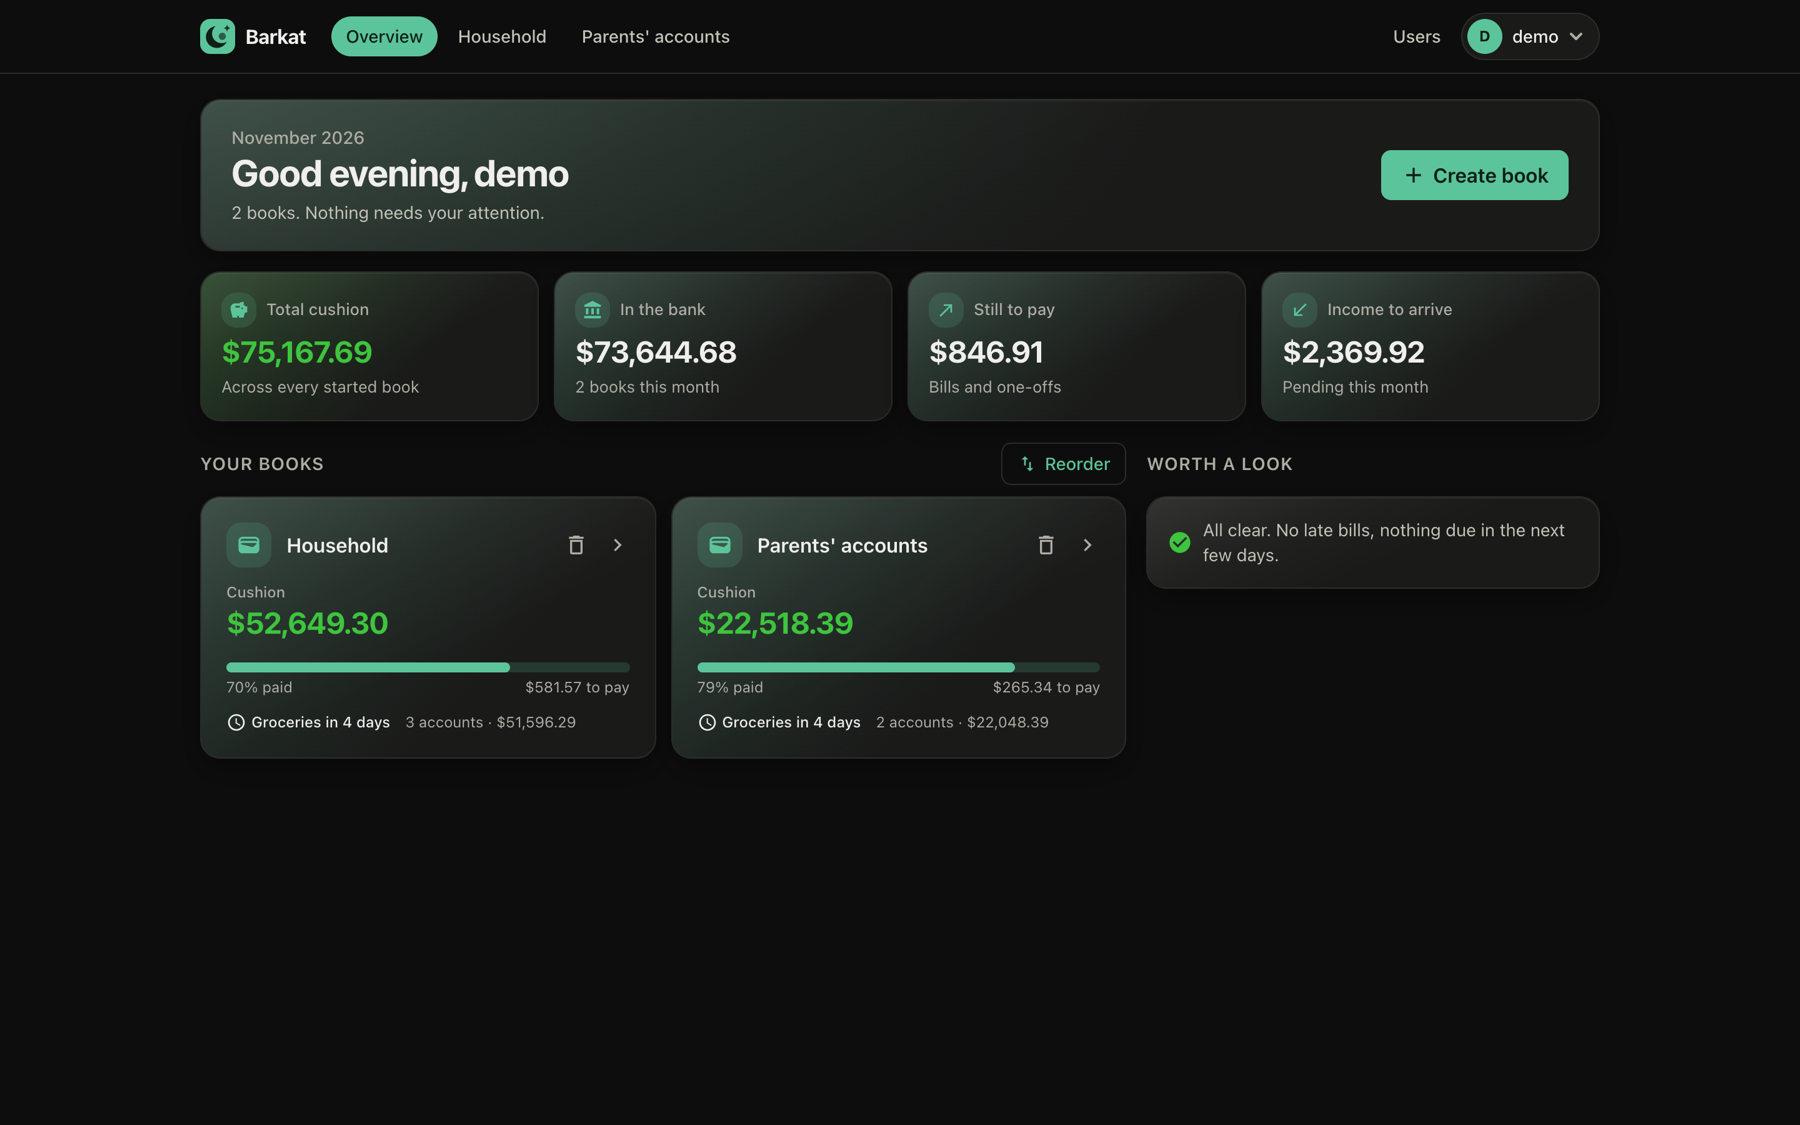 Barkat
Overview
Household
Parents' accounts
Users
D
demo
November 2026
Good evening, demo
2 books. Nothing needs your attention.
+ Create book
Total cushion
$75,167.69
Across every started book
In the bank
$73,644.68
2 books this month
Still to pay
$846.91
Bills and one-offs
Income to arrive
$2,369.92
Pending this month
YOUR BOOKS
Reorder
Household
Cushion
$52,649.30
70% paid
$581.57 to pay
Groceries in 4 days
3 accounts · $51,596.29
Parents' accounts
Cushion
$22,518.39
79% paid
$265.34 to pay
Groceries in 4 days
2 accounts · $22,048.39
WORTH A LOOK
All clear. No late bills, nothing due in the next
few days.